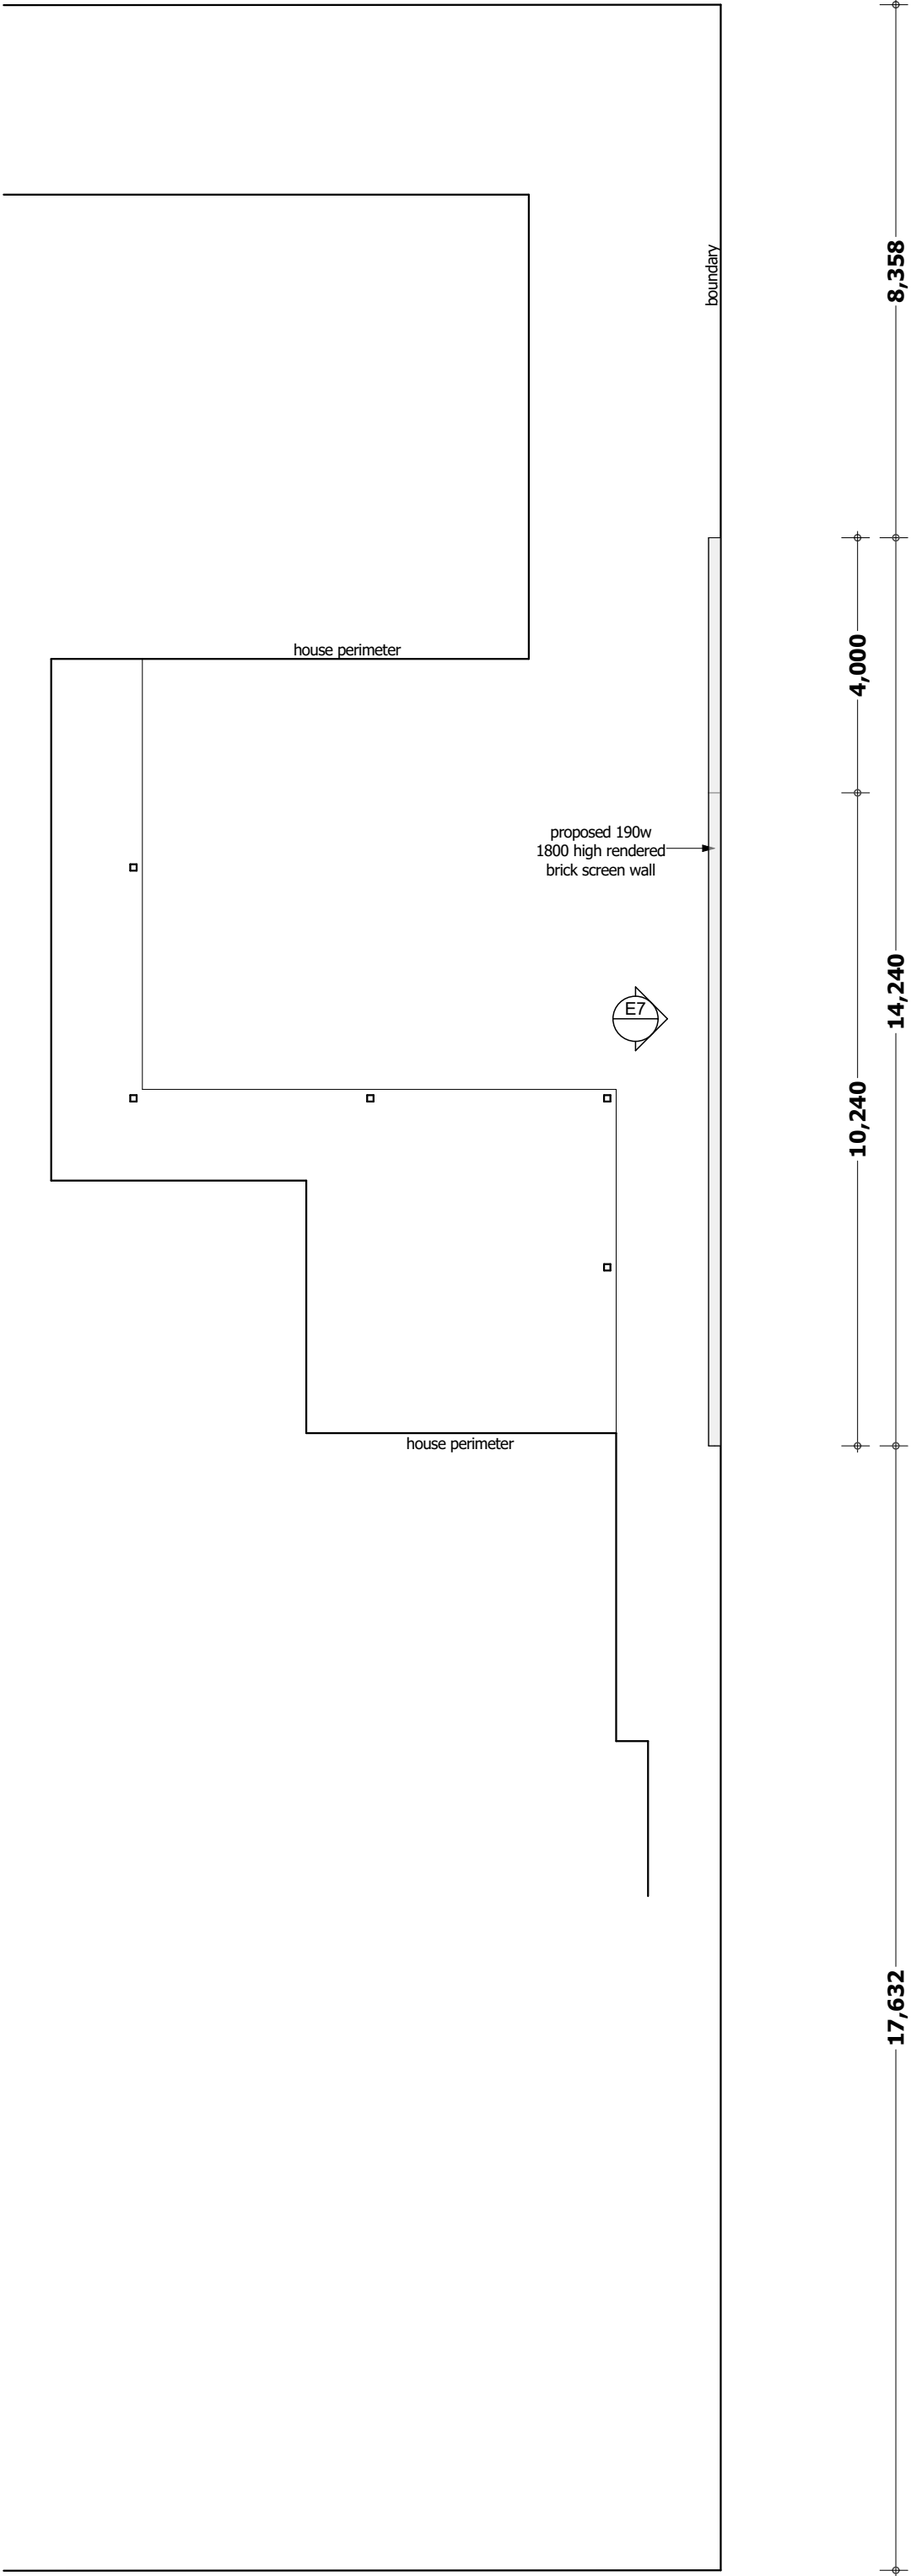 boundary
8,358
house perimeter
4,000
proposed 190w
1800 high rendered
brick screen wall
E7
14,240
10,240
house perimeter
17,632